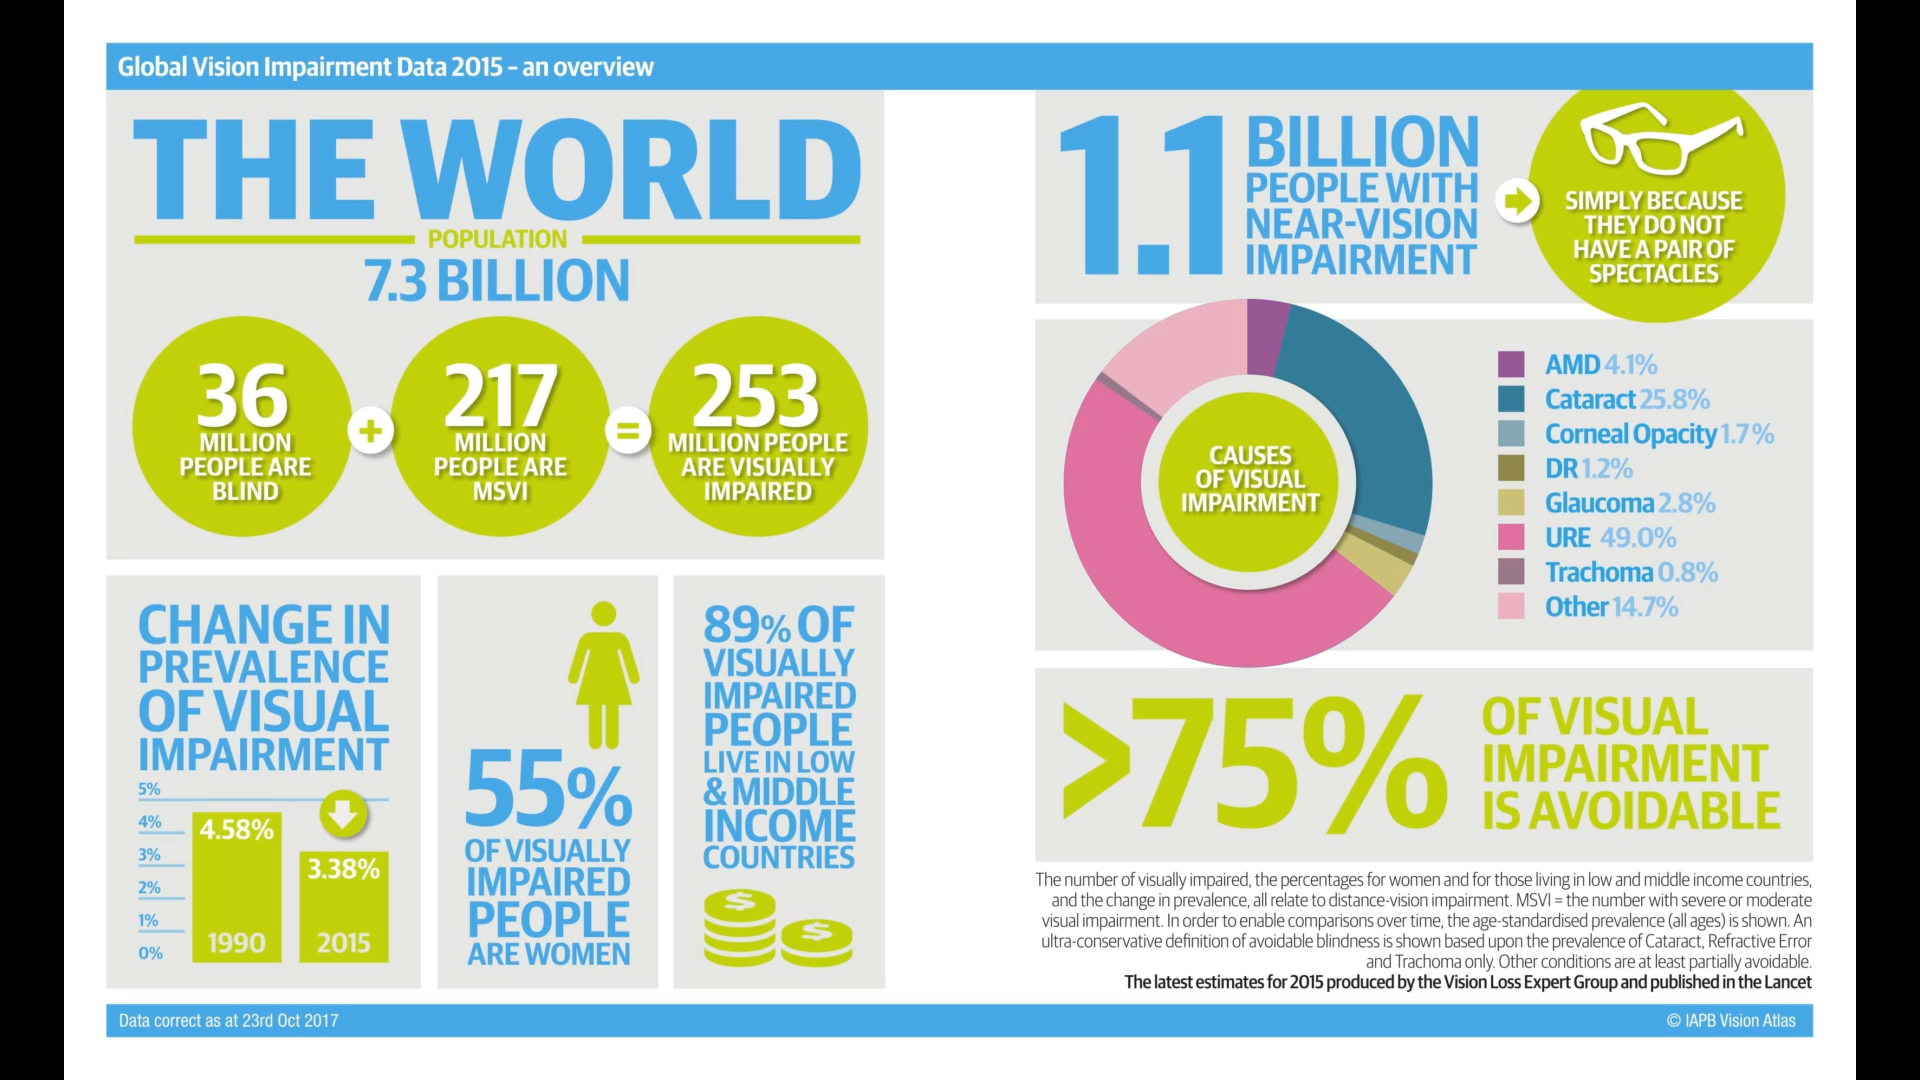 Global Vision Impairment Data 2015 – an overview
THE WORLD
POPULATION
7.3 BILLION
36
MILLION
PEOPLE ARE
BLIND
+
217
MILLION
PEOPLE ARE
MSVI
=
253
MILLION PEOPLE
ARE VISUALLY
IMPAIRED
CHANGE IN
PREVALENCE
OF VISUAL
IMPAIRMENT
5%
4%
3%
2%
1%
0%
4.58%
1990
3.38%
2015
55%
OF VISUALLY
IMPAIRED
PEOPLE
ARE WOMEN
89% OF
VISUALLY
IMPAIRED
PEOPLE
LIVE IN LOW
& MIDDLE
INCOME
COUNTRIES
$
$
1.1
BILLION
PEOPLE WITH
NEAR-VISION
IMPAIRMENT
SIMPLY BECAUSE
THEY DO NOT
HAVE A PAIR OF
SPECTACLES
CAUSES
OF VISUAL
IMPAIRMENT
AMD 4.1%
Cataract 25.8%
Corneal Opacity 1.7%
DR 1.2%
Glaucoma 2.8%
URE 49.0%
Trachoma 0.8%
Other 14.7%
>75%
OF VISUAL
IMPAIRMENT
IS AVOIDABLE
The number of visually impaired, the percentages for women and for those living in low and middle income countries,
and the change in prevalence, all relate to distance-vision impairment. MSVI = the number with severe or moderate
visual impairment. In order to enable comparisons over time, the age-standardised prevalence (all ages) is shown. An
ultra-conservative definition of avoidable blindness is shown based upon the prevalence of Cataract, Refractive Error
and Trachoma only. Other conditions are at least partially avoidable.
The latest estimates for 2015 produced by the Vision Loss Expert Group and published in the Lancet
Data correct as at 23rd Oct 2017
© IAPB Vision Atlas